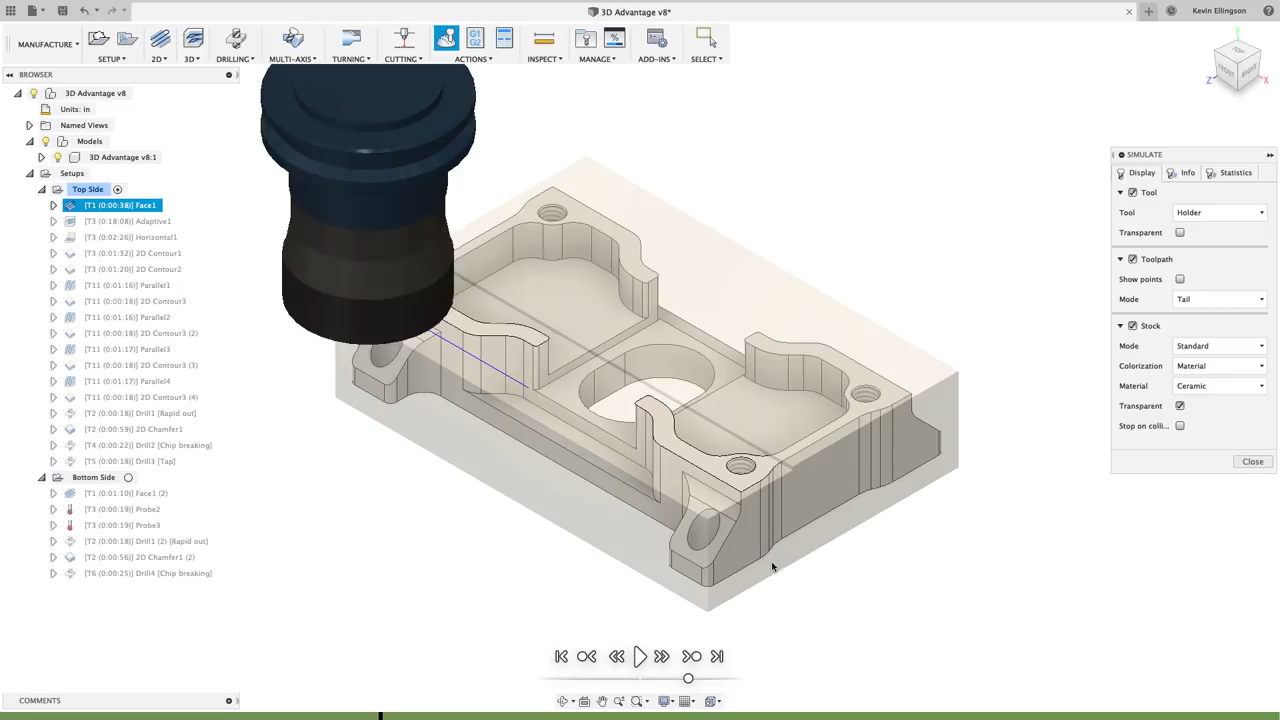 3D Advantage v8*
Kevin Ellingson
MANUFACTURE
SETUP
2D
3D
DRILLING
MULTI-AXIS
TURNING
CUTTING
G1
G2
ACTIONS
INSPECT
MANAGE
ADD-INS
SELECT
BROWSER
3D Advantage v8
Units: in
Named Views
Models
3D Advantage v8:1
Setups
Top Side
[T1 (0:00:38)] Face1
[T3 (0:18:08)] Adaptive1
[T3 (0:02:26)] Horizontal1
[T3 (0:01:32)] 2D Contour1
[T3 (0:01:20)] 2D Contour2
[T11 (0:01:16)] Parallel1
[T11 (0:00:18)] 2D Contour3
[T11 (0:01:16)] Parallel2
[T11 (0:00:18)] 2D Contour3 (2)
[T11 (0:01:17)] Parallel3
[T11 (0:00:18)] 2D Contour3 (3)
[T11 (0:01:17)] Parallel4
[T11 (0:00:18)] 2D Contour3 (4)
[T2 (0:00:18)] Drill1 [Rapid out]
[T2 (0:00:59)] 2D Chamfer1
[T4 (0:00:22)] Drill2 [Chip breaking]
[T5 (0:00:18)] Drill3 [Tap]
Bottom Side
[T1 (0:01:10)] Face1 (2)
[T3 (0:00:19)] Probe2
[T3 (0:00:19)] Probe3
[T2 (0:00:18)] Drill1 (2) [Rapid out]
[T2 (0:00:56)] 2D Chamfer1 (2)
[T6 (0:00:25)] Drill4 [Chip breaking]
COMMENTS
Y
TOP
FRONT
RIGHT
Z
X
SIMULATE
Display
Info
Statistics
Tool
Tool
Holder
Transparent
Toolpath
Show points
Mode
Tail
Stock
Mode
Standard
Colorization
Material
Material
Ceramic
Transparent
Stop on colli...
Close